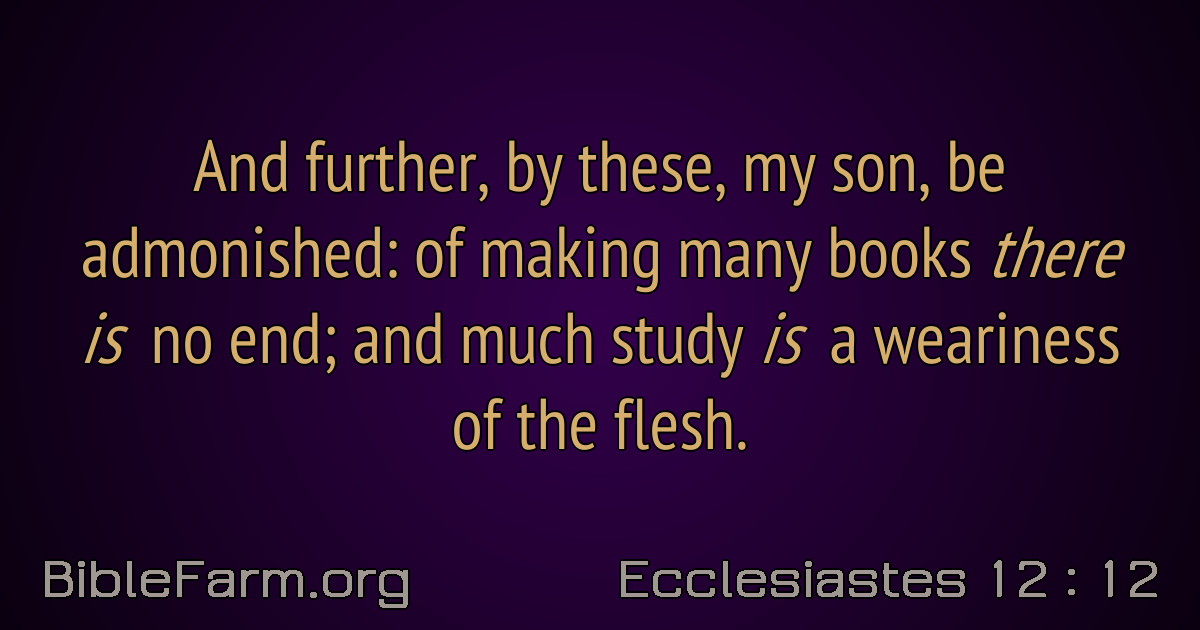 And further, by these, my son, be
admonished: of making many books there
is no end; and much study is a weariness
of the flesh.
BibleFarm.org
Ecclesiastes 12 : 12